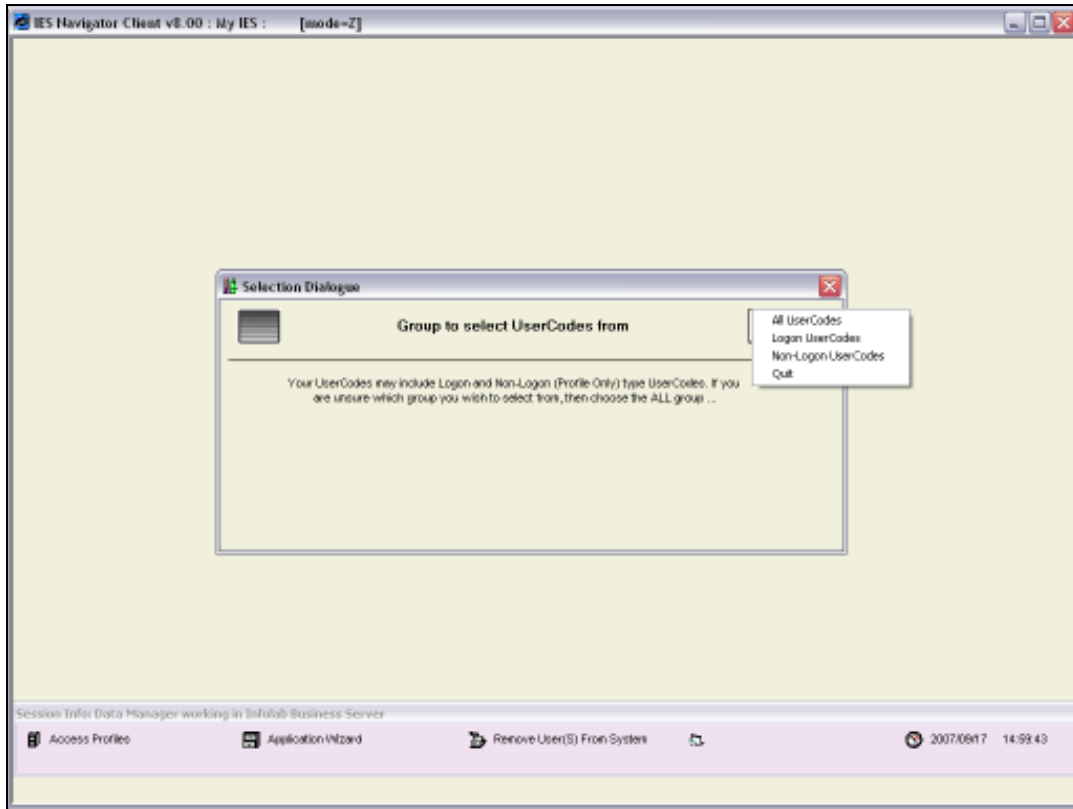 IES Navigator Client v8.00 : My IES : [mode=Z]
Selection Dialogue
Group to select UserCodes from
All UserCodes
Logon UserCodes
Non-Logon UserCodes
Quit
Your UserCodes may include Logon and Non-Logon (Profile Only) type UserCodes. If you
are unsure which group you wish to select from, then choose the ALL group ...
Session Info: Data Manager working in Infolab Business Server
Access Profiles Application Wizard Remove User(S) From System 2007/09/17 14:59:43